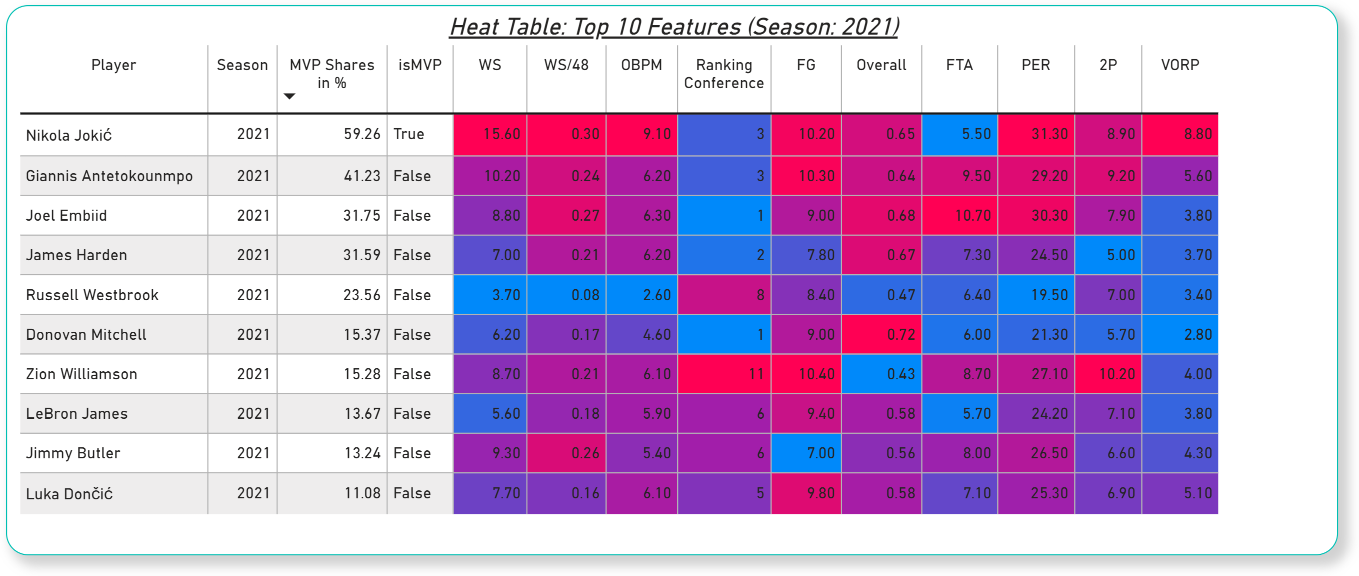 Heat Table: Top 10 Features (Season: 2021)
Player Season MVP Shares in % isMVP WS WS/48 OBPM Ranking Conference FG Overall FTA PER 2P VORP
Nikola Jokić 2021 59.26 True 15.60 0.30 9.10 3 10.20 0.65 5.50 31.30 8.90 8.80
Giannis Antetokounmpo 2021 41.23 False 10.20 0.24 6.20 3 10.30 0.64 9.50 29.20 9.20 5.60
Joel Embiid 2021 31.75 False 8.80 0.27 6.30 1 9.00 0.68 10.70 30.30 7.90 3.80
James Harden 2021 31.59 False 7.00 0.21 6.20 2 7.80 0.67 7.30 24.50 5.00 3.70
Russell Westbrook 2021 23.56 False 3.70 0.08 2.60 8 8.40 0.47 6.40 19.50 7.00 3.40
Donovan Mitchell 2021 15.37 False 6.20 0.17 4.60 1 9.00 0.72 6.00 21.30 5.70 2.80
Zion Williamson 2021 15.28 False 8.70 0.21 6.10 11 10.40 0.43 8.70 27.10 10.20 4.00
LeBron James 2021 13.67 False 5.60 0.18 5.90 6 9.40 0.58 5.70 24.20 7.10 3.80
Jimmy Butler 2021 13.24 False 9.30 0.26 5.40 6 7.00 0.56 8.00 26.50 6.60 4.30
Luka Dončić 2021 11.08 False 7.70 0.16 6.10 5 9.80 0.58 7.10 25.30 6.90 5.10